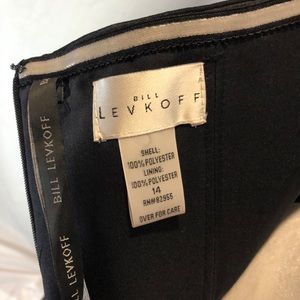 BILL
LEVKOFF
SHELL:
100% POLYESTER
LINING:
100% POLYESTER
14
RN#82955
OVER FOR CARE
BILL LEVKOFF
BILL LEVKOFF